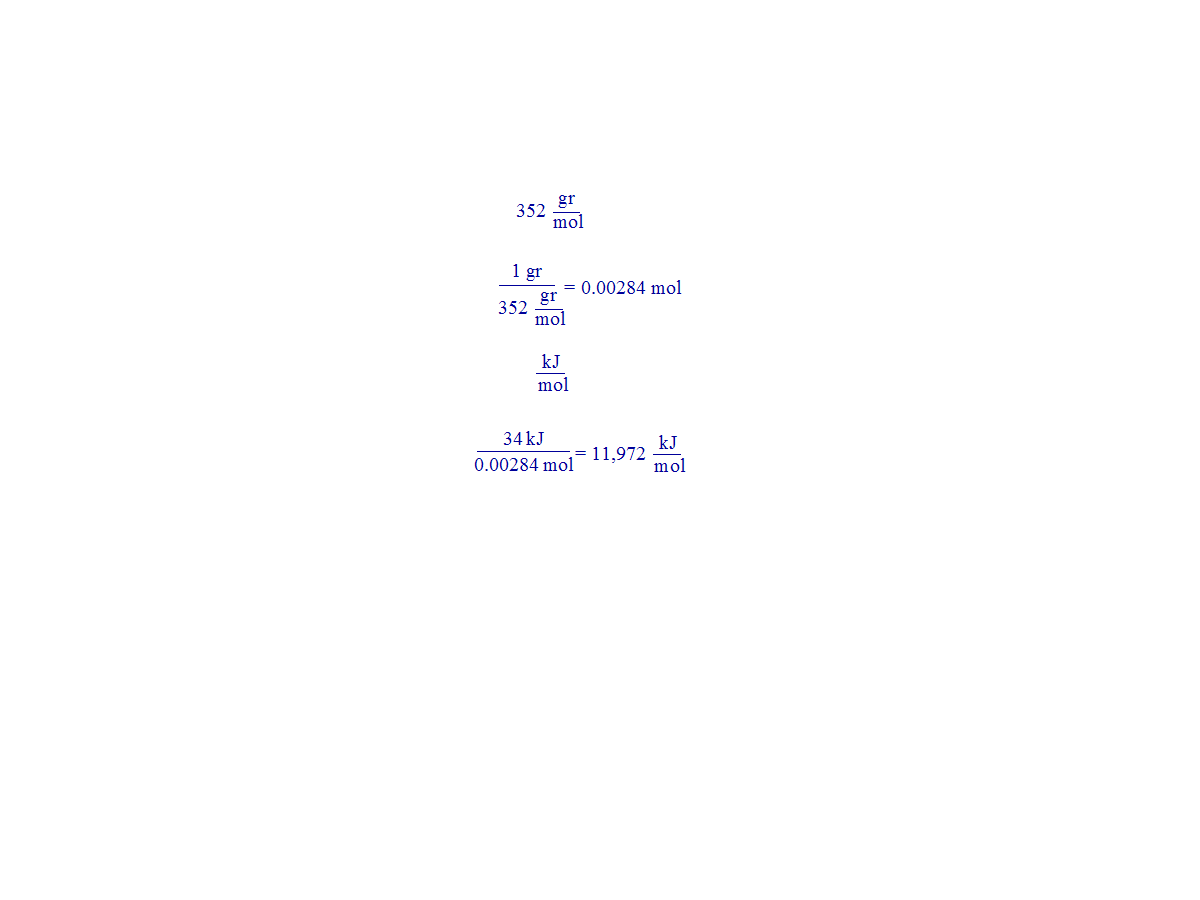 352 gr/mol
1 gr / 352 gr/mol = 0.00284 mol
kJ/mol
34 kJ / 0.00284 mol = 11,972 kJ/mol